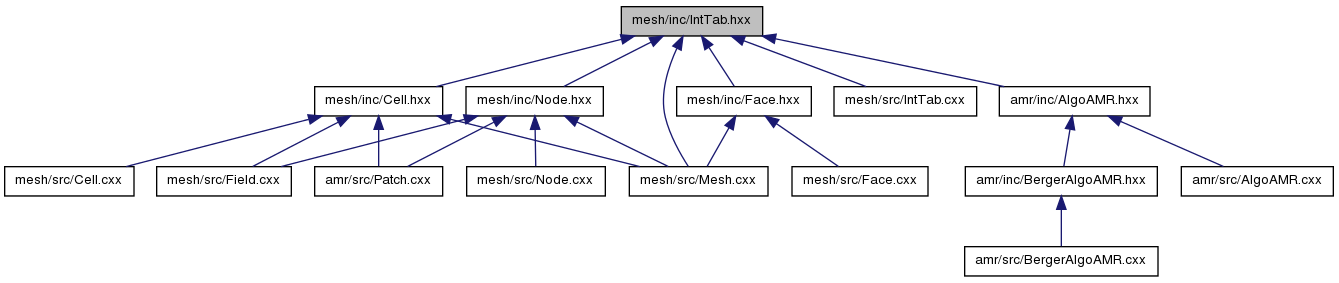 mesh/inc/IntTab.hxx
mesh/inc/Cell.hxx
mesh/inc/Node.hxx
mesh/inc/Face.hxx
mesh/src/IntTab.cxx
amr/inc/AlgoAMR.hxx
mesh/src/Cell.cxx
mesh/src/Field.cxx
amr/src/Patch.cxx
mesh/src/Node.cxx
mesh/src/Mesh.cxx
mesh/src/Face.cxx
amr/inc/BergerAlgoAMR.hxx
amr/src/AlgoAMR.cxx
amr/src/BergerAlgoAMR.cxx